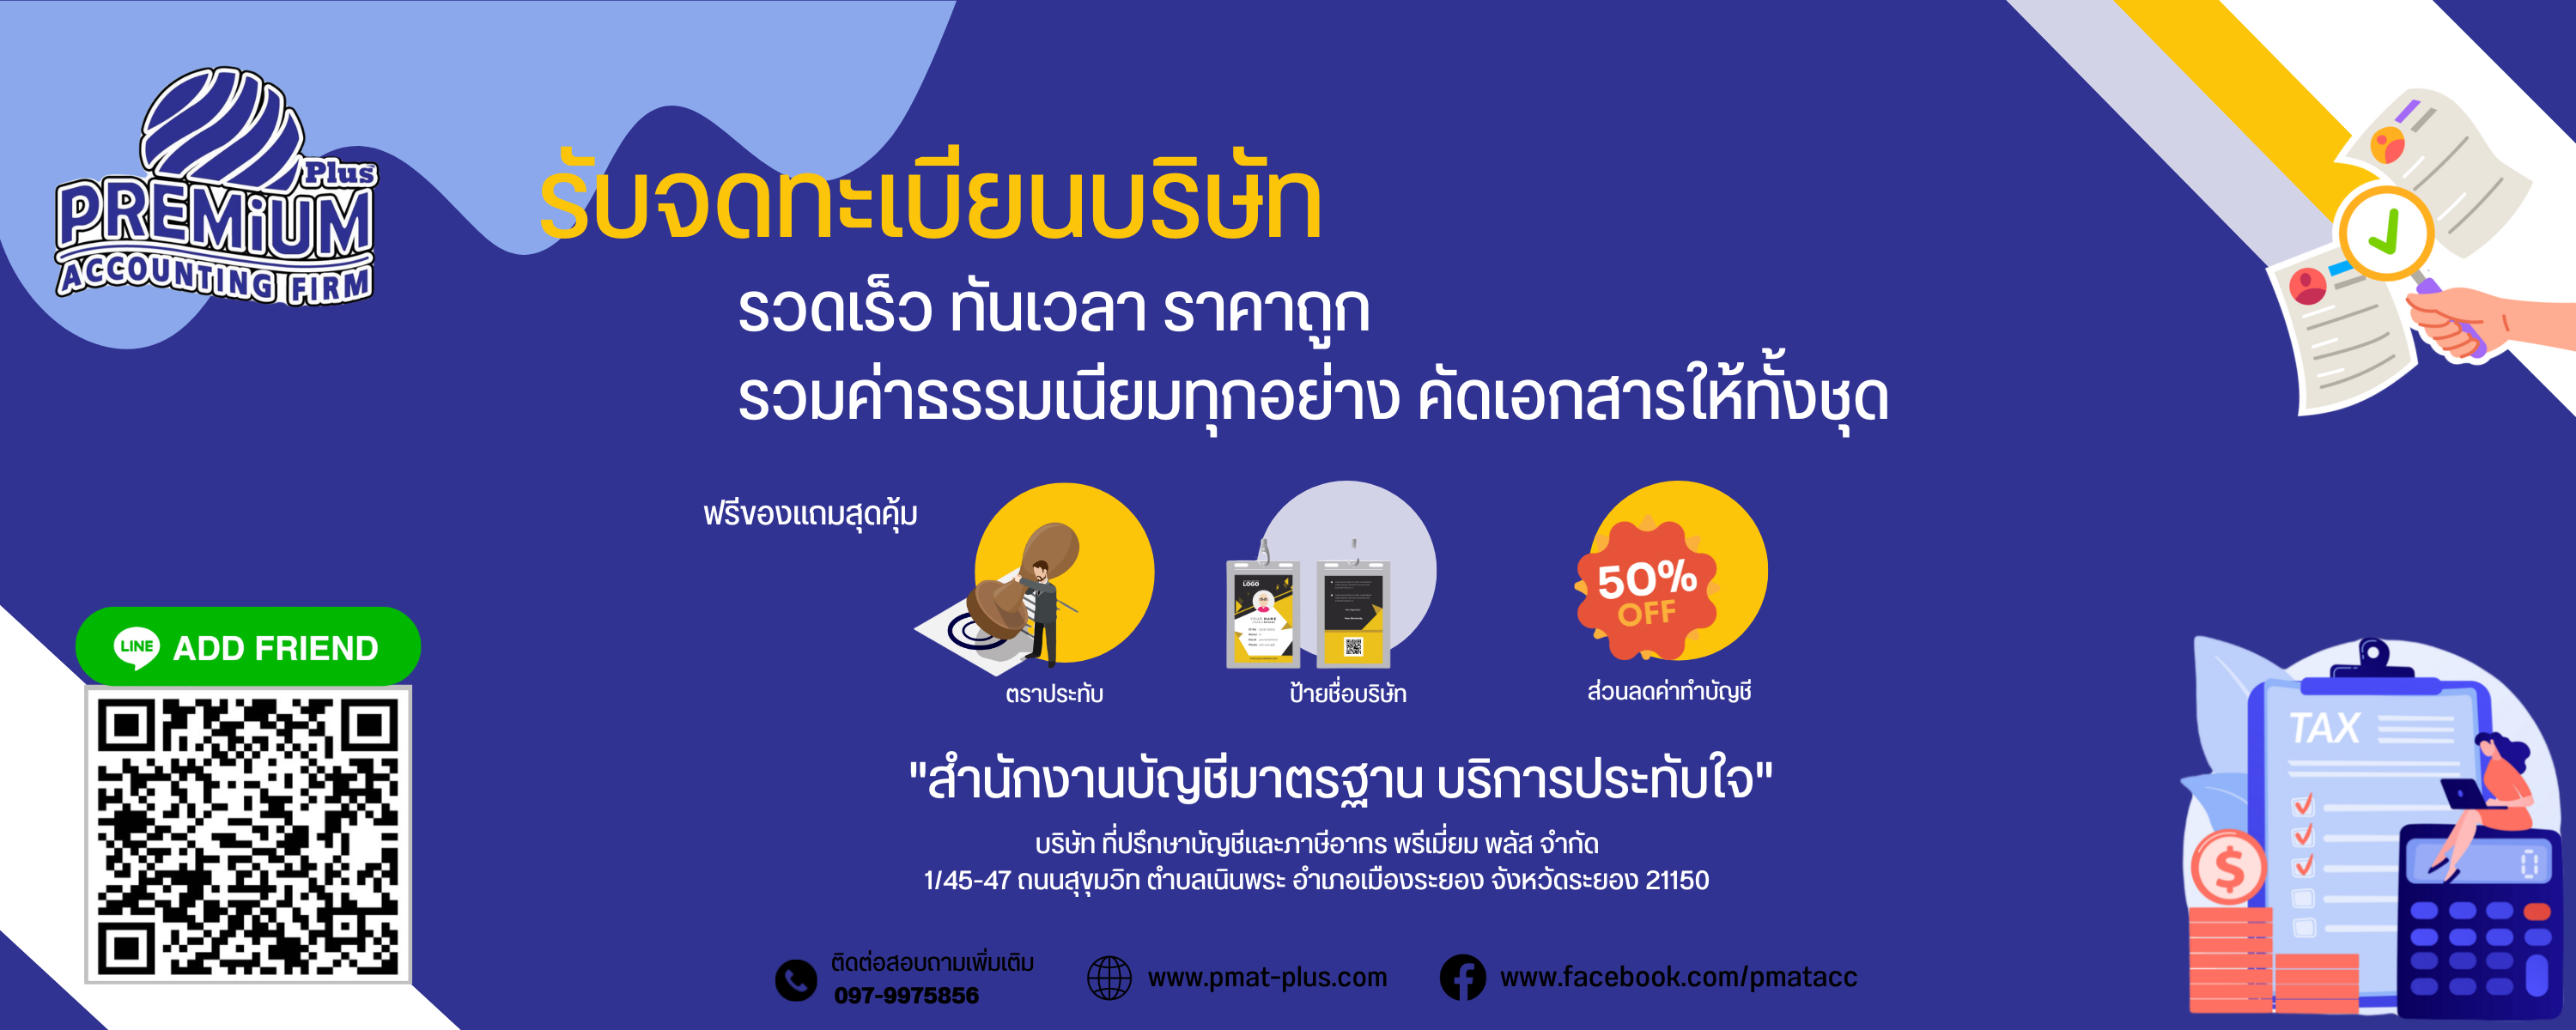 Plus
PREMiUM
ACCOUNTING FIRM
รับจดทะเบียนบริษัท
รวดเร็ว ทันเวลา ราคาถูก
รวมค่าธรรมเนียมทุกอย่าง คัดเอกสารให้ทั้งชุด
ฟรีของแถมสุดคุ้ม
LOGO
YOUR NAME
50%
OFF
ตราประทับ
ป้ายชื่อบริษัท
ส่วนลดค่าทำบัญชี
LINE ADD FRIEND
TAX
0
$
"สำนักงานบัญชีมาตรฐาน บริการประทับใจ"
บริษัท ที่ปรึกษาบัญชีและภาษีอากร พรีเมี่ยม พลัส จำกัด
1/45-47 ถนนสุขุมวิท ตำบลเนินพระ อำเภอเมืองระยอง จังหวัดระยอง 21150
ติดต่อสอบถามเพิ่มเติม
097-9975856
www.pmat-plus.com
www.facebook.com/pmatacc